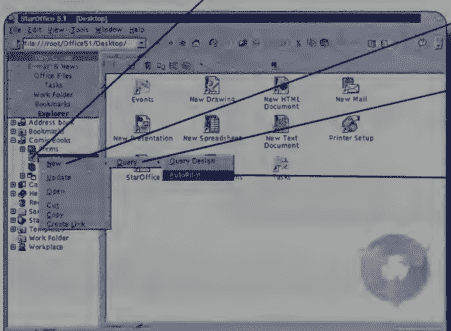 StarOffice 5.1 [Desktop]
File Edit View Tools Window Help
file:///root/Office51/Desktop/
E-mail & News
Office Files
Tasks
Work Folder
Bookmarks
Explorer
Address Book
Bookmarks
Comic Books
Forms
New
Update
Open
Cut
Copy
Create Link
Work Folder
Workplace
Query
Query Design
AutoPilot
Events
New Drawing
New HTML Document
New Mail
New Presentation
New Spreadsheet
New Text Document
Printer Setup
StarOffice
Tasks